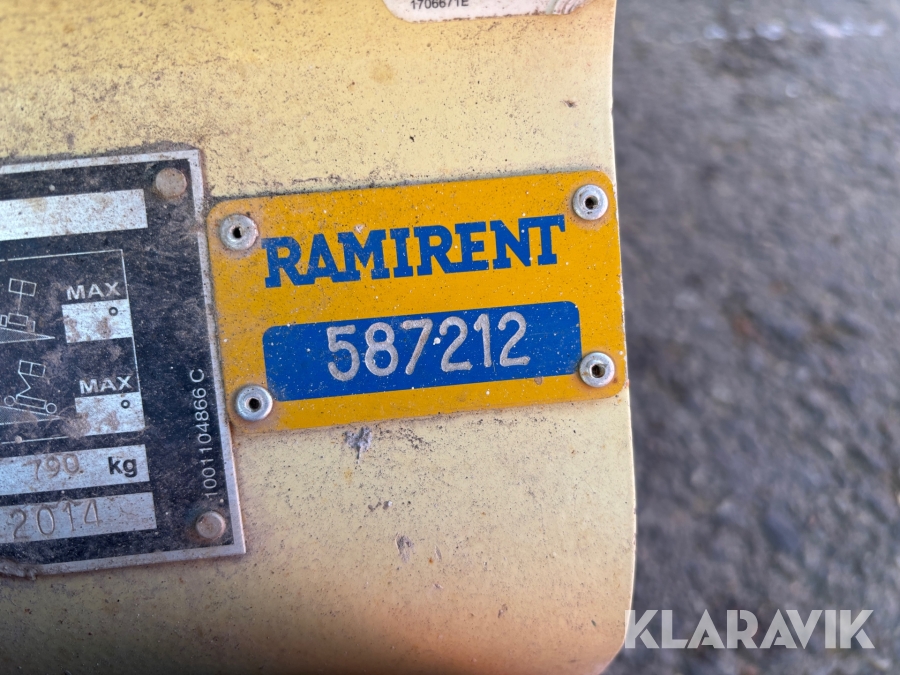 1706671E
RAMIRENT
587212
MAX
°
MAX
°
790 kg
2014
1001104866 C
KLARAVIK